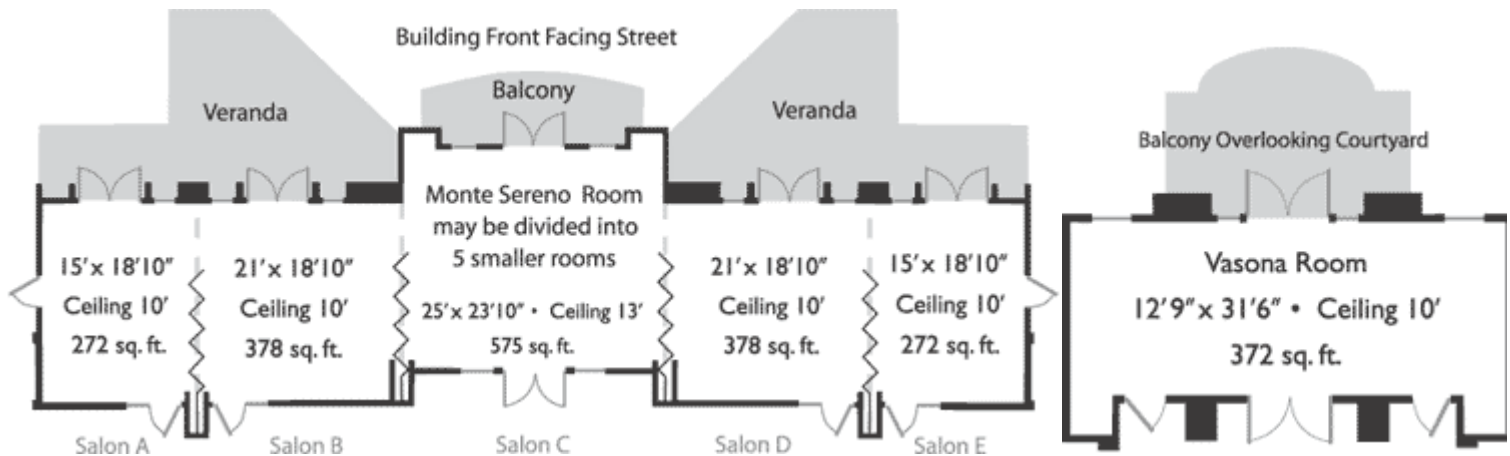 Building Front Facing Street
Veranda
Balcony
Veranda
Balcony Overlooking Courtyard
Monte Sereno Room
may be divided into
5 smaller rooms
15' x 18'10"
Ceiling 10'
272 sq. ft.
21' x 18'10"
Ceiling 10'
378 sq. ft.
25' x 23'10" • Ceiling 13'
575 sq. ft.
21' x 18'10"
Ceiling 10'
378 sq. ft.
15' x 18'10"
Ceiling 10'
272 sq. ft.
Vasona Room
12'9" x 31'6" • Ceiling 10'
372 sq. ft.
Salon A
Salon B
Salon C
Salon D
Salon E